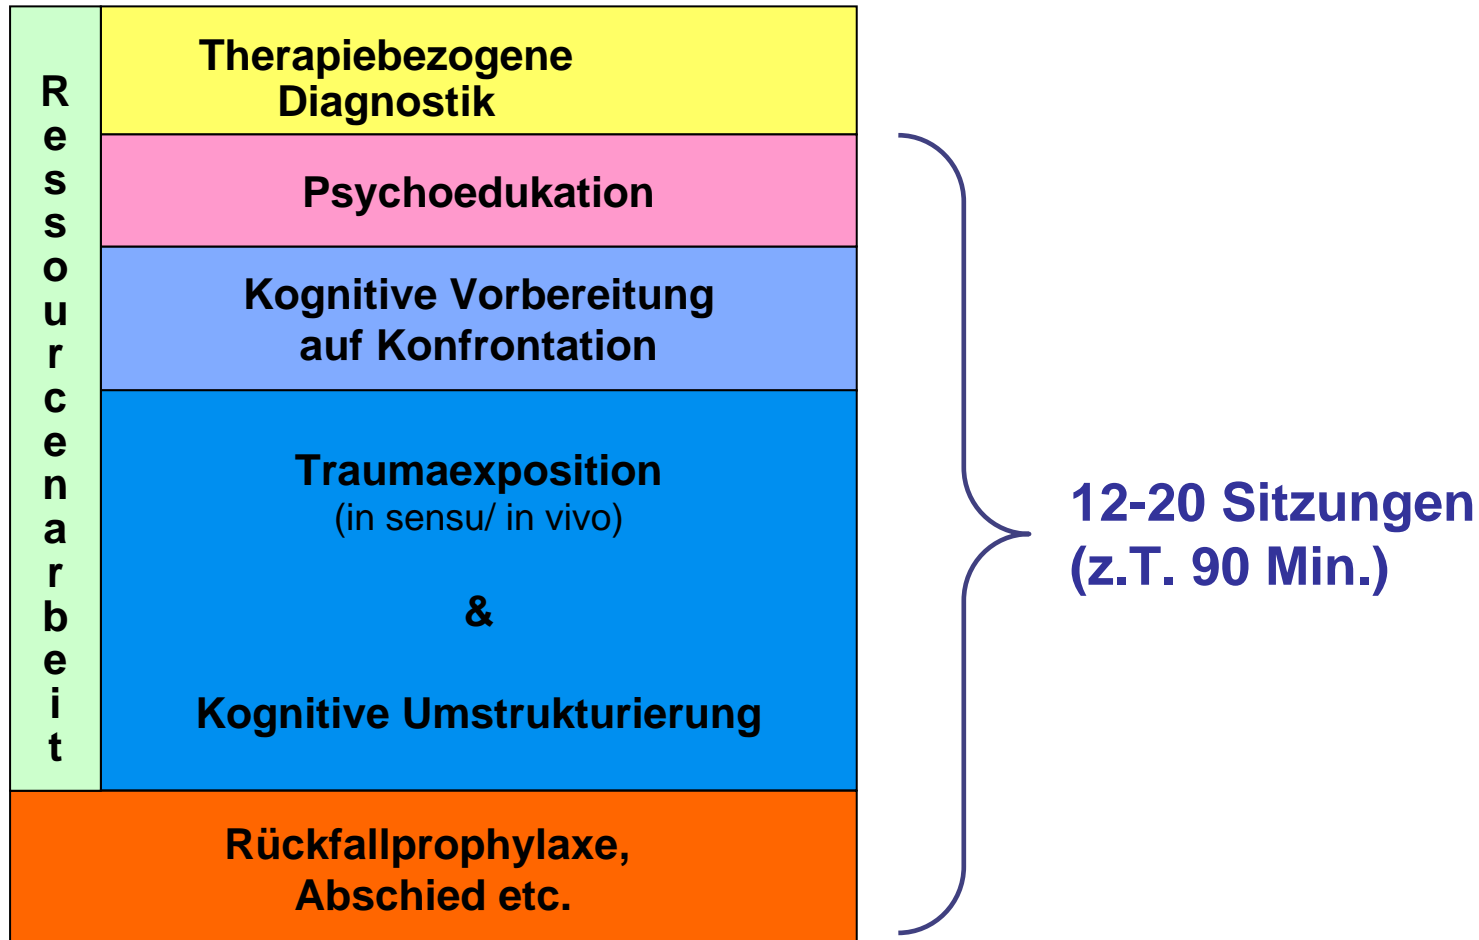 Ressourcenarbeit
Therapiebezogene
Diagnostik
Psychoedukation
Kognitive Vorbereitung
auf Konfrontation
Traumaexposition
(in sensu/ in vivo)
&
Kognitive Umstrukturierung
Rückfallprophylaxe,
Abschied etc.
12-20 Sitzungen
(z.T. 90 Min.)